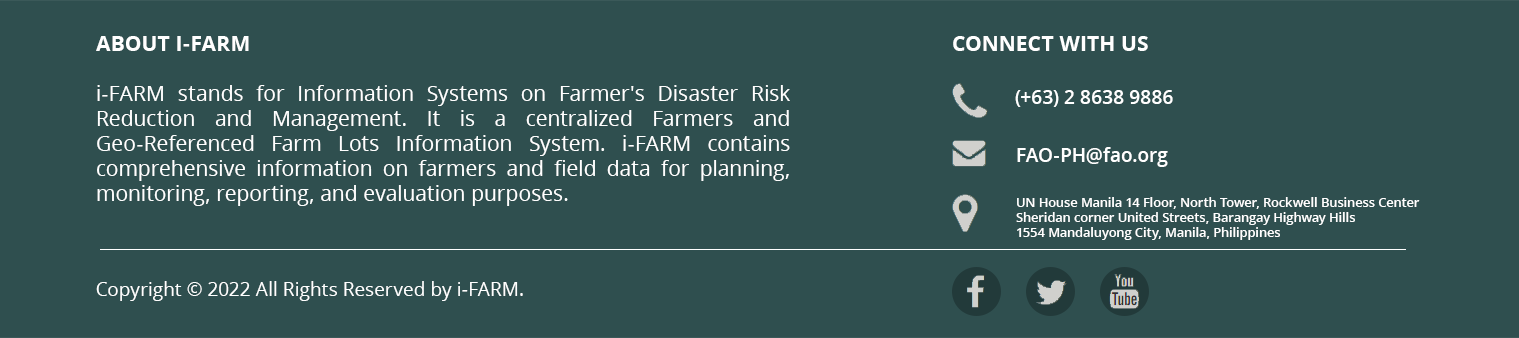 ABOUT I-FARM
i-FARM stands for Information Systems on Farmer's Disaster Risk
Reduction and Management. It is a centralized Farmers and
Geo-Referenced Farm Lots Information System. i-FARM contains
comprehensive information on farmers and field data for planning,
monitoring, reporting, and evaluation purposes.
CONNECT WITH US
(+63) 2 8638 9886
FAO-PH@fao.org
UN House Manila 14 Floor, North Tower, Rockwell Business Center
Sheridan corner United Streets, Barangay Highway Hills
1554 Mandaluyong City, Manila, Philippines
Copyright © 2022 All Rights Reserved by i-FARM.
You
Tube